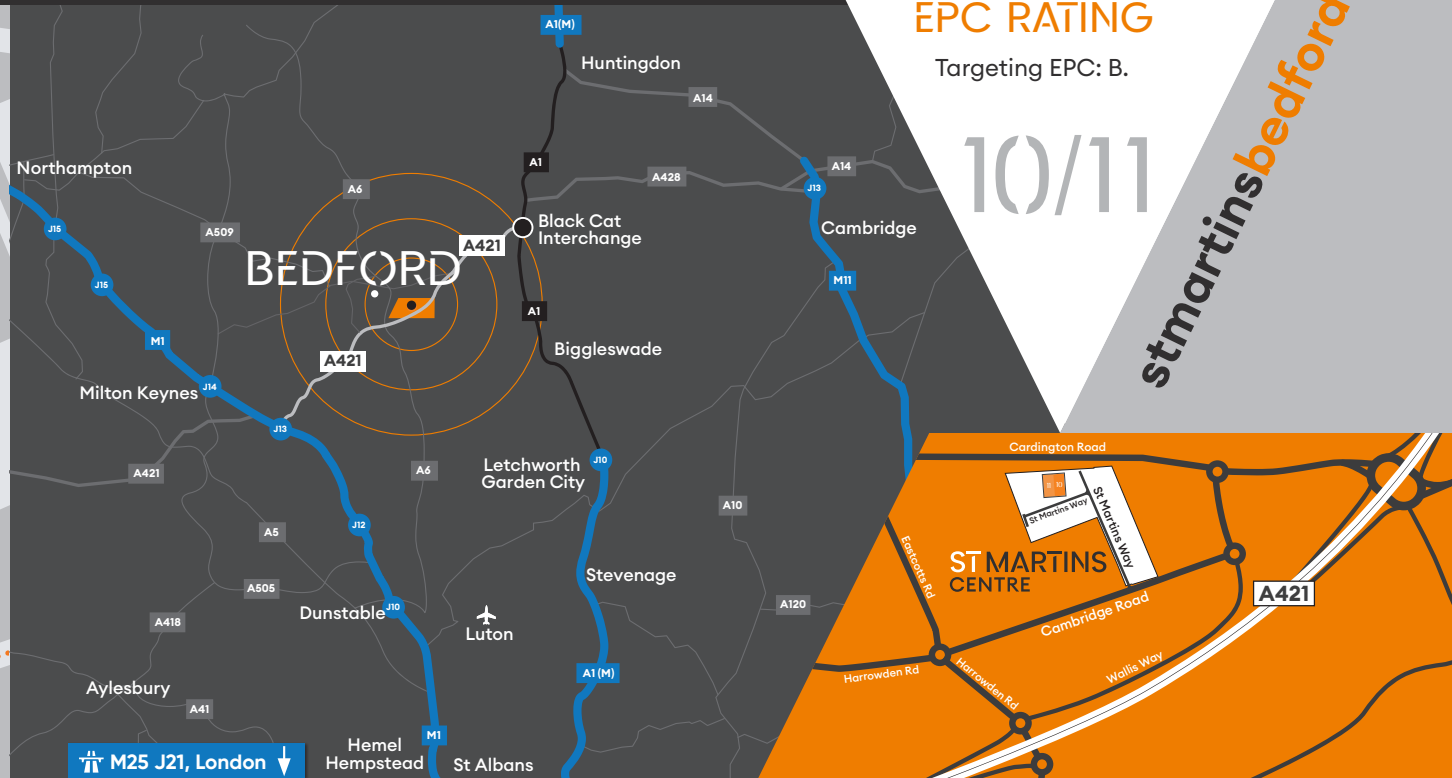 A1(M)
Huntingdon
A14
Northampton
A1
A14
A428
J13
A6
J15
A509
Black Cat
Interchange
Cambridge
A421
BEDFORD
J15
M11
A1
M1
A421
Biggleswade
Milton Keynes
J14
J13
A421
A6
Letchworth
Garden City
J10
A10
J12
A5
Stevenage
A505
Dunstable
J10
A120
A418
Luton
A1 (M)
Aylesbury
A41
M1
Hemel
Hempstead
St Albans
M25 J21, London
EPC RATING
Targeting EPC: B.
10/11
stmartinsbedford
Cardington Road
11 10
St Martins Way
St Martins Way
Eastcotts Rd
ST MARTINS
CENTRE
A421
Cambridge Road
Harrowden Rd
Harrowden Rd
Wallis Way